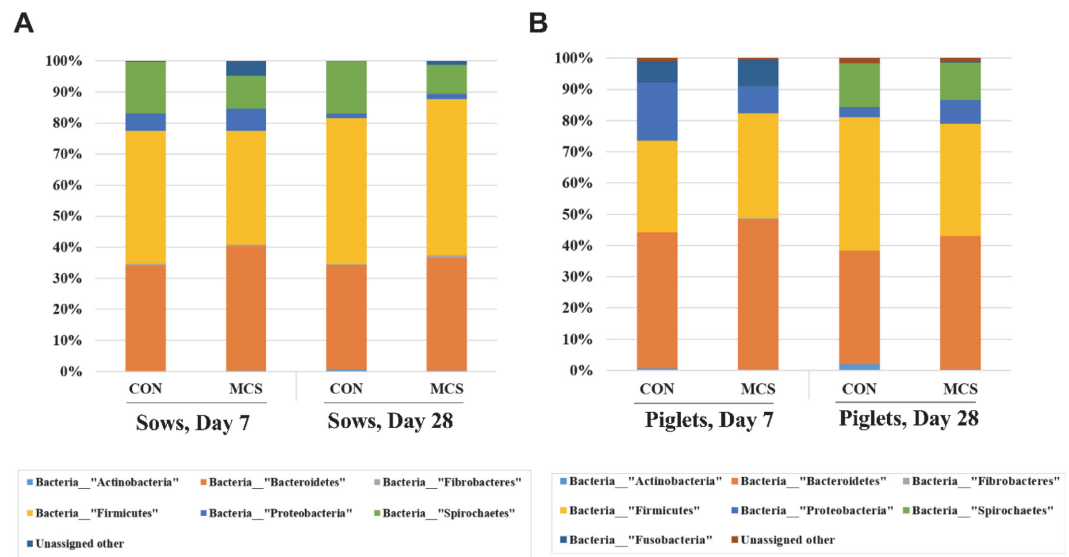 A
100%
90%
80%
70%
60%
50%
40%
30%
20%
10%
0%
CON MCS CON MCS
Sows, Day 7 Sows, Day 28
Bacteria__"Actinobacteria" Bacteria__"Bacteroidetes" Bacteria__"Fibrobacteres"
Bacteria__"Firmicutes" Bacteria__"Proteobacteria" Bacteria__"Spirochaetes"
Unassigned other
B
100%
90%
80%
70%
60%
50%
40%
30%
20%
10%
0%
CON MCS CON MCS
Piglets, Day 7 Piglets, Day 28
Bacteria__"Actinobacteria" Bacteria__"Bacteroidetes" Bacteria__"Fibrobacteres"
Bacteria__"Firmicutes" Bacteria__"Proteobacteria" Bacteria__"Spirochaetes"
Bacteria__"Fusobacteria" Unassigned other